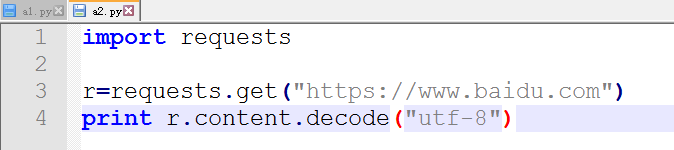 a1.py
a2.py
1 import requests
2
3 r=requests.get("https://www.baidu.com")
4 print r.content.decode("utf-8")